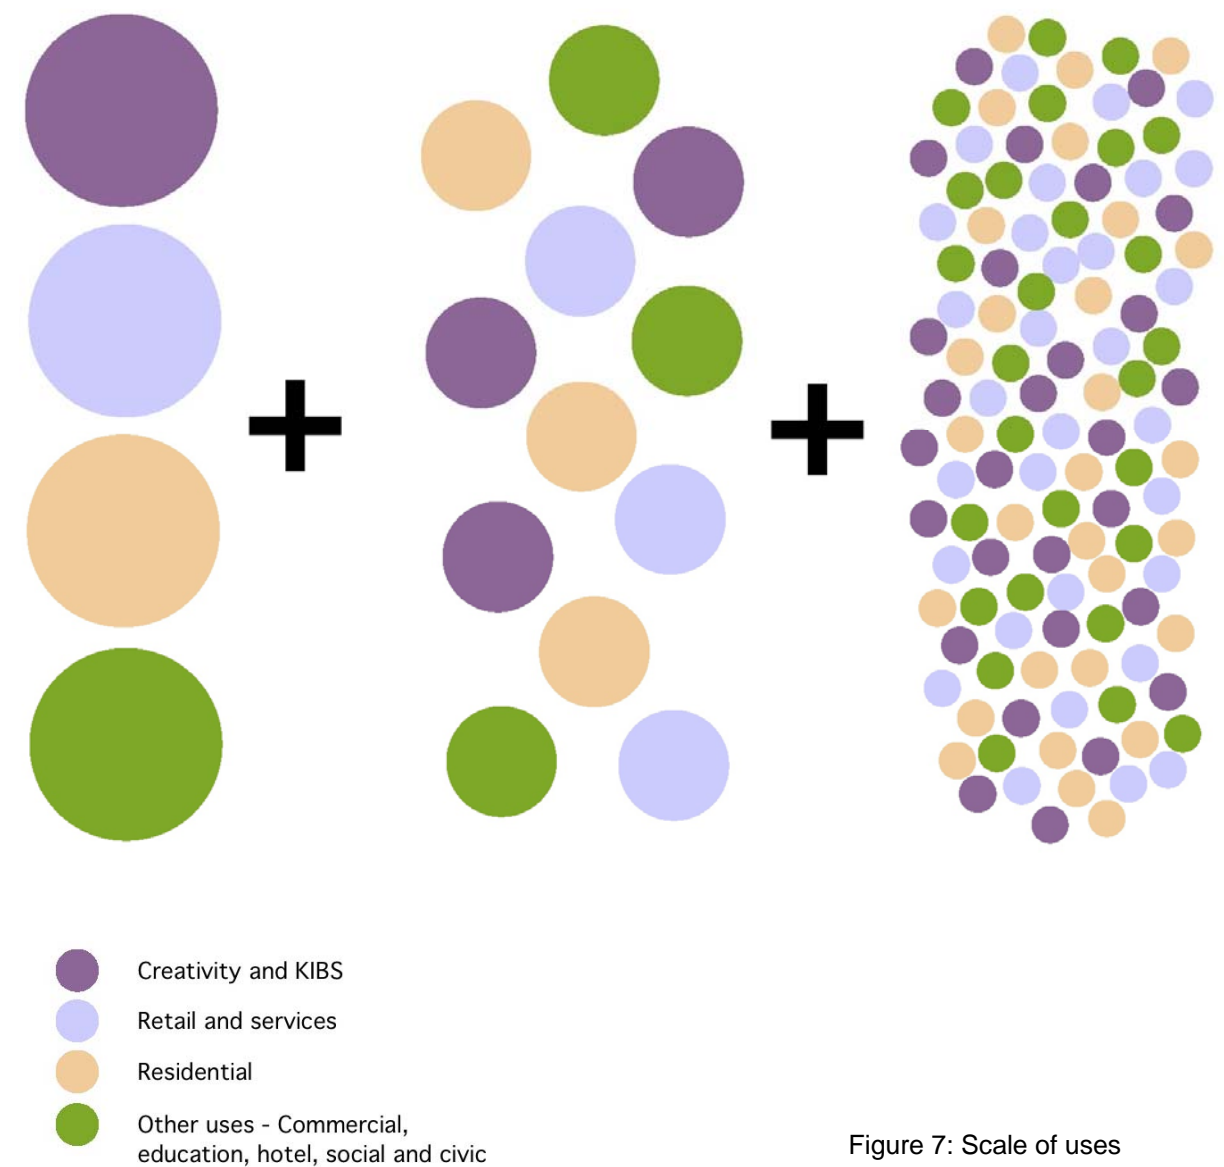 Creativity and KIBS
Retail and services
Residential
Other uses - Commercial,
education, hotel, social and civic
Figure 7: Scale of uses